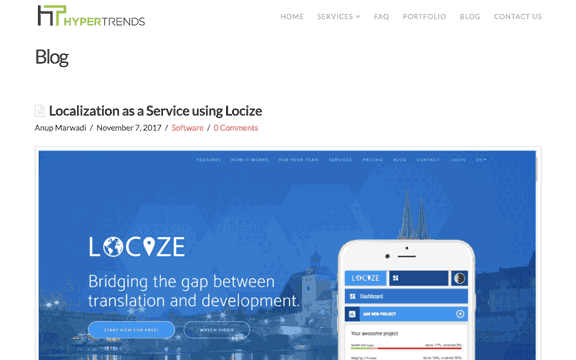 HYPERTRENDS
HOME SERVICES FAQ PORTFOLIO BLOG CONTACT US
Blog
Localization as a Service using Locize
Anup Marwadi / November 7, 2017 / Software / 0 Comments
FEATURES HOW IT WORKS FOR YOUR TEAM SERVICES PRICING BLOG CONTACT LOGIN EN
LOCIZE
Bridging the gap between
translation and development.
START NOW FOR FREE! WATCH VIDEO
LOCIZE
Dashboard
ADD NEW PROJECT
Your awesome project